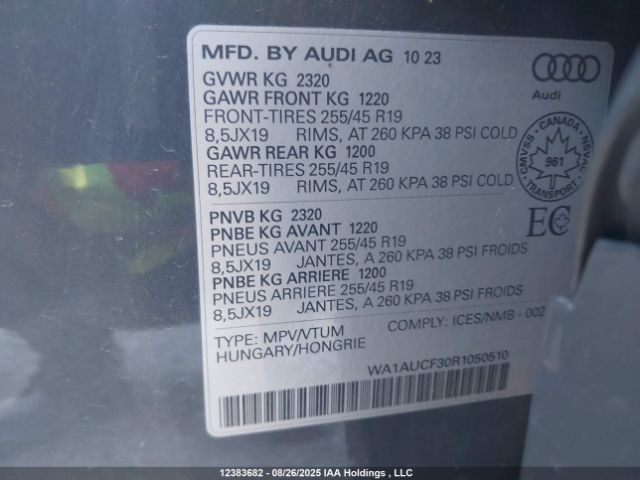 MFD. BY AUDI AG 10 23
GVWR KG 2320
GAWR FRONT KG 1220
FRONT-TIRES 255/45 R19
8,5JX19 RIMS, AT 260 KPA 38 PSI COLD
GAWR REAR KG 1200
REAR-TIRES 255/45 R19
8,5JX19 RIMS, AT 260 KPA 38 PSI COLD
Audi
CMVSS - CANADA - NSVAC
961
TRANSPORT
PNVB KG 2320
PNBE KG AVANT 1220
PNEUS AVANT 255/45 R19
8,5JX19 JANTES, A 260 KPA 38 PSI FROIDS
PNBE KG ARRIERE 1200
PNEUS ARRIERE 255/45 R19
8,5JX19 JANTES, A 260 KPA 38 PSI FROIDS
EC
TYPE: MPV/VTUM COMPLY: ICES/NMB - 002
HUNGARY/HONGRIE
WA1AUCF30R1050510
12383682 - 08/26/2025 IAA Holdings , LLC